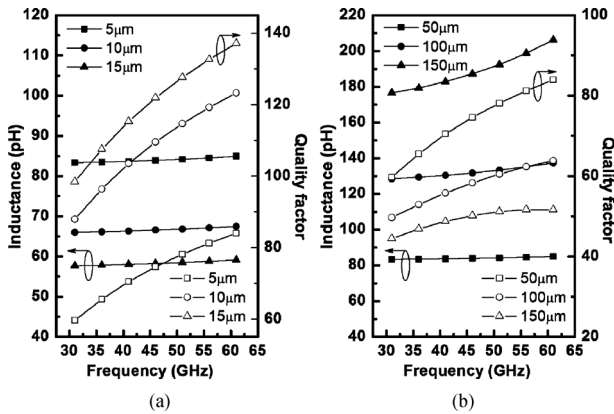 120
110
100
90
80
70
60
50
40
Inductance (pH)
5μm
10μm
15μm
140
120
100
80
60
Quality factor
5μm
10μm
15μm
30 35 40 45 50 55 60 65
Frequency (GHz)
(a)
220
200
180
160
140
120
100
80
60
40
Inductance (pH)
50μm
100μm
150μm
100
80
60
40
20
Quality factor
50μm
100μm
150μm
30 35 40 45 50 55 60 65
Frequency (GHz)
(b)